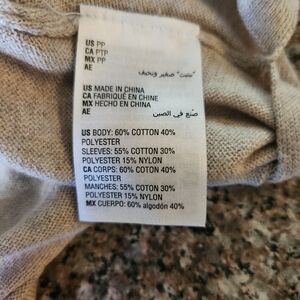 US PP
CA PTP
MX PP
AE
"بتيت" صغير ونحيف
US MADE IN CHINA
CA FABRIQUÉ EN CHINE
MX HECHO EN CHINA
AE صنع في الصين
US BODY: 60% COTTON 40%
POLYESTER
SLEEVES: 55% COTTON 30%
POLYESTER 15% NYLON
CA CORPS: 60% COTON 40%
POLYESTER
MANCHES: 55% COTON 30%
POLYESTER 15% NYLON
MX CUERPO: 60% algodón 40%